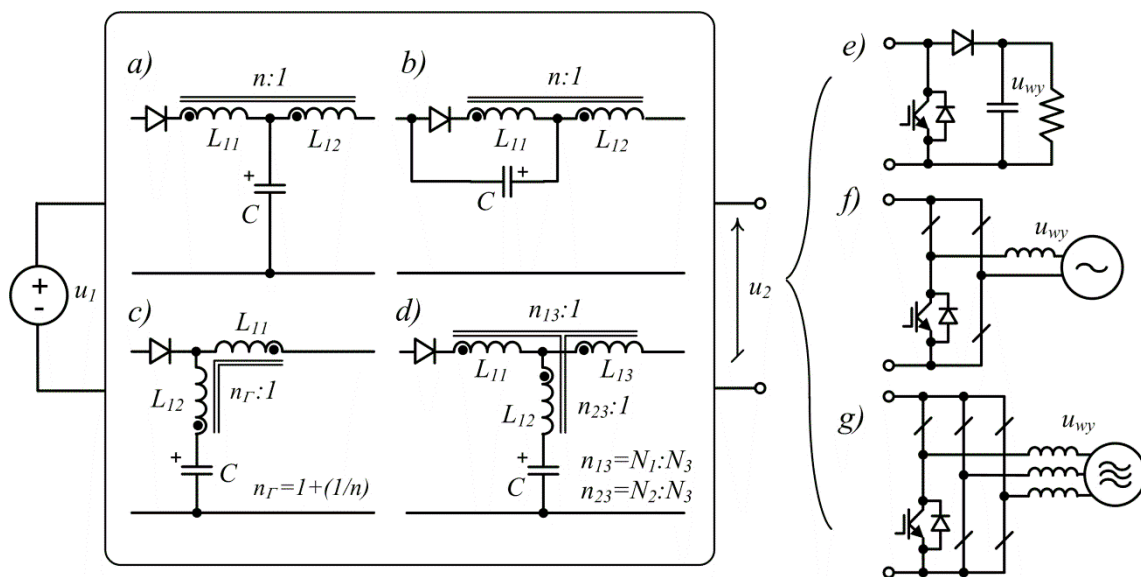 a)
n:1
L11
L12
+
C
b)
n:1
L11
L12
+
C
u1
+
-
c)
L11
L12
nΓ:1
+
C
nΓ=1+(1/n)
d)
n13:1
L11
L13
L12
n23:1
+
C
n13=N1:N3
n23=N2:N3
u2
e)
uwy
f)
uwy
g)
uwy